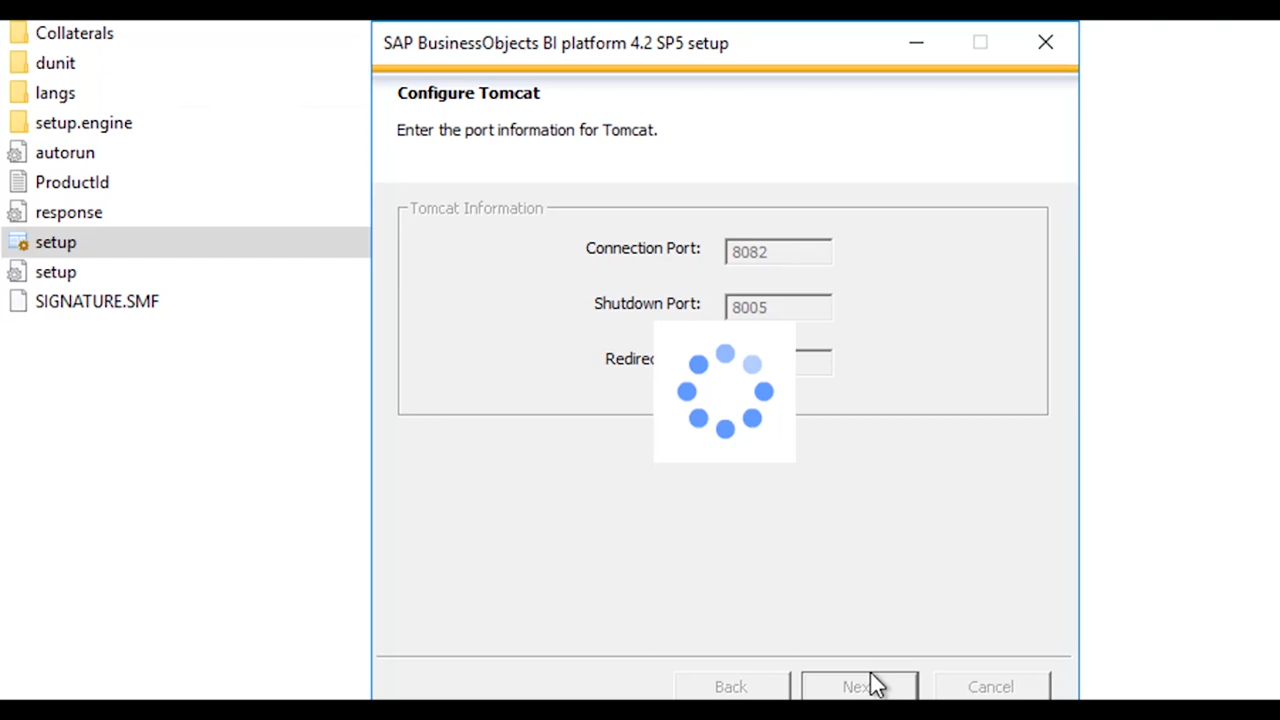 Collaterals
dunit
langs
setup.engine
autorun
ProductId
response
setup
setup
SIGNATURE.SMF
SAP BusinessObjects BI platform 4.2 SP5 setup
Configure Tomcat
Enter the port information for Tomcat.
Tomcat Information
Connection Port: 8082
Shutdown Port: 8005
Back
Cancel